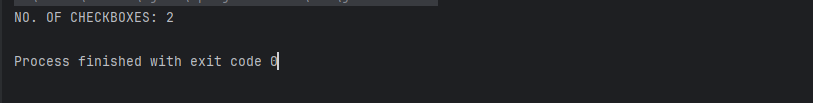 NO. OF CHECKBOXES: 2
Process finished with exit code 0